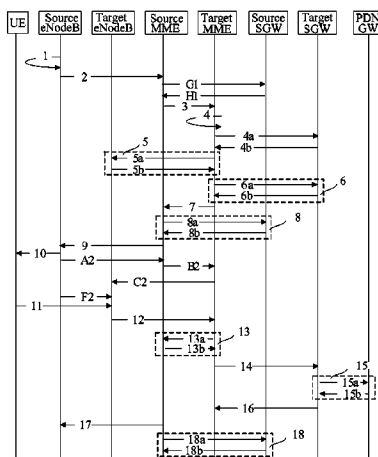 UE
Source eNodeB
Target eNodeB
Source MME
Target MME
Source SGW
Target SGW
PDN GW
1
2
G1
H1
3
4
4a
4b
5
5a
5b
6a
6b
6
7
8a
8b
8
9
10
A2
B2
C2
F2
11
12
13a
13b
13
14
15
15a
15b
16
17
18a
18b
18